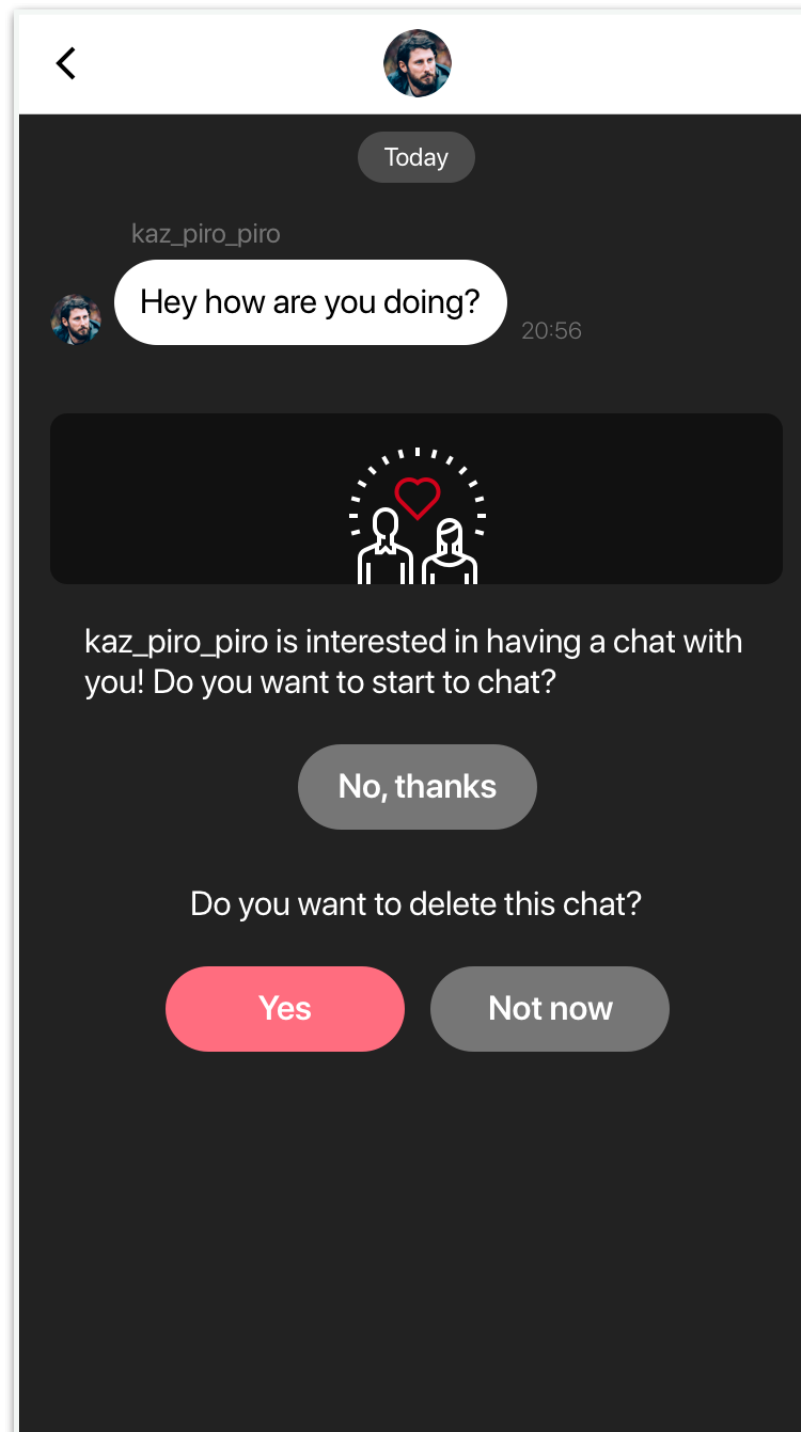 Today
kaz_piro_piro
Hey how are you doing?
20:56
kaz_piro_piro is interested in having a chat with
you! Do you want to start to chat?
No, thanks
Do you want to delete this chat?
Yes
Not now